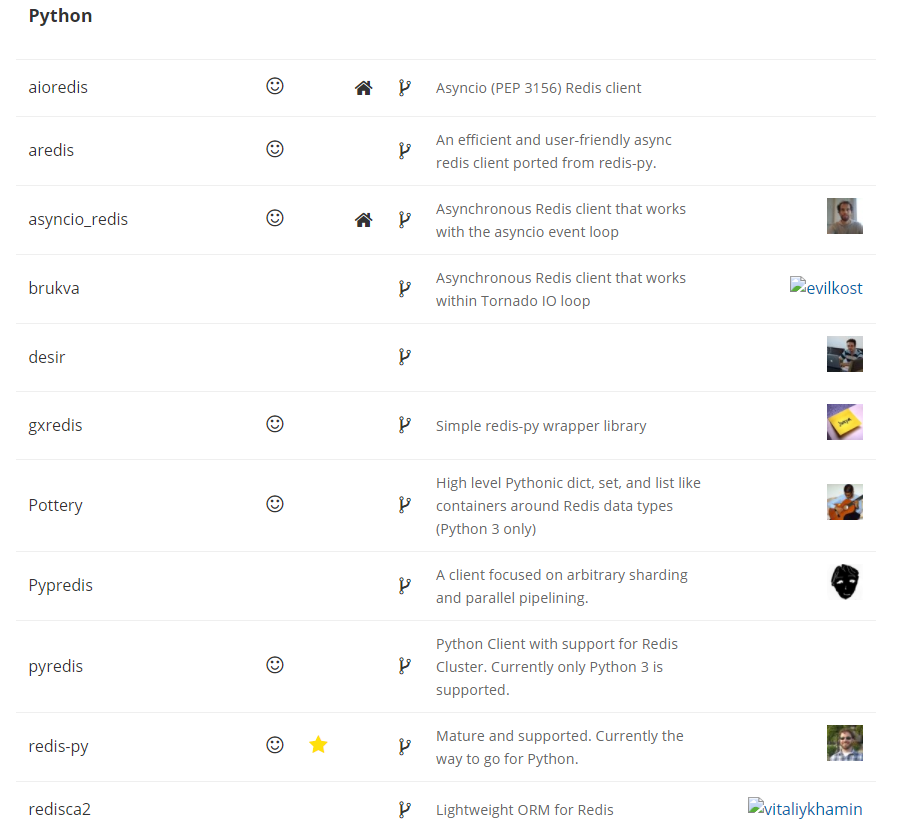 Python
aioredis Asyncio (PEP 3156) Redis client
aredis An efficient and user-friendly async
redis client ported from redis-py.
asyncio_redis Asynchronous Redis client that works
with the asyncio event loop
brukva Asynchronous Redis client that works
within Tornado IO loop
evilkost
desir
gxredis Simple redis-py wrapper library
Pottery High level Pythonic dict, set, and list like
containers around Redis data types
(Python 3 only)
Pypredis A client focused on arbitrary sharding
and parallel pipelining.
pyredis Python Client with support for Redis
Cluster. Currently only Python 3 is
supported.
redis-py Mature and supported. Currently the
way to go for Python.
redisca2 Lightweight ORM for Redis vitaliykhamin